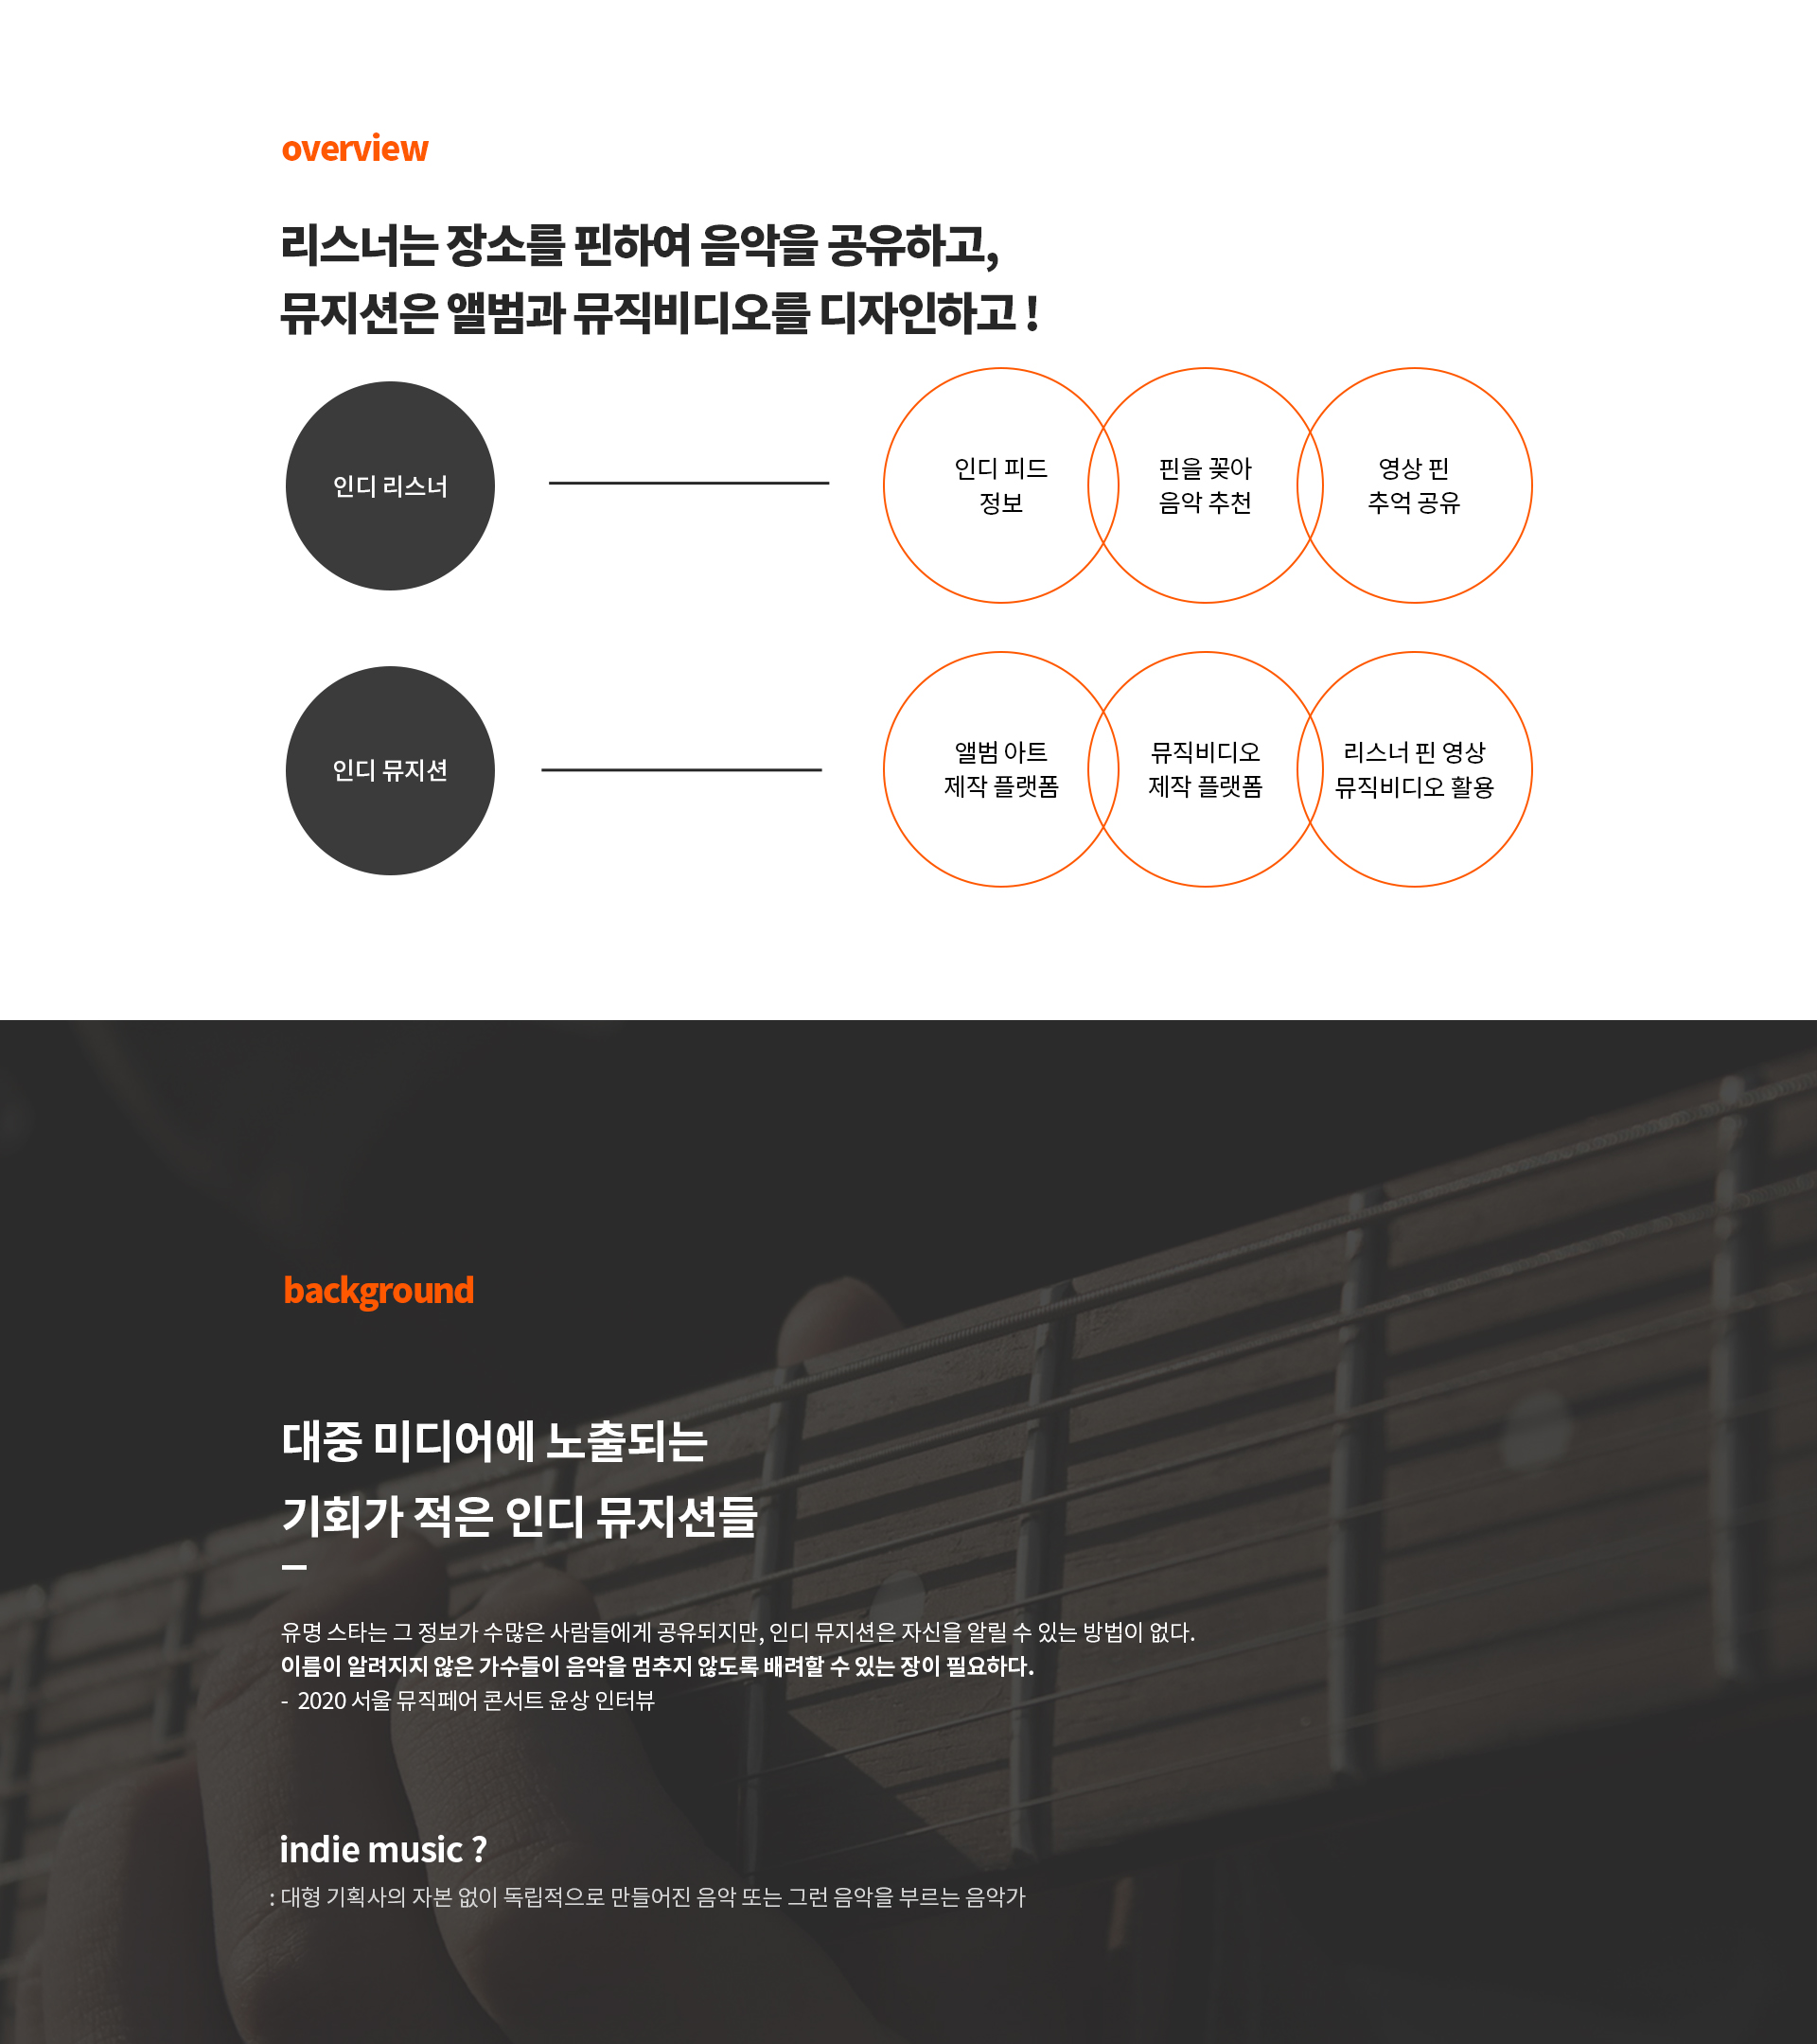 overview
리스너는 장소를 핀하여 음악을 공유하고,
뮤지션은 앨범과 뮤직비디오를 디자인하고 !
인디 리스너
인디 피드
정보
핀을 꽂아
음악 추천
영상 핀
추억 공유
인디 뮤지션
앨범 아트
제작 플랫폼
뮤직비디오
제작 플랫폼
리스너 핀 영상
뮤직비디오 활용
background
대중 미디어에 노출되는
기회가 적은 인디 뮤지션들
유명 스타는 그 정보가 수많은 사람들에게 공유되지만, 인디 뮤지션은 자신을 알릴 수 있는 방법이 없다.
이름이 알려지지 않은 가수들이 음악을 멈추지 않도록 배려할 수 있는 장이 필요하다.
- 2020 서울 뮤직페어 콘서트 윤상 인터뷰
indie music ?
: 대형 기획사의 자본 없이 독립적으로 만들어진 음악 또는 그런 음악을 부르는 음악가